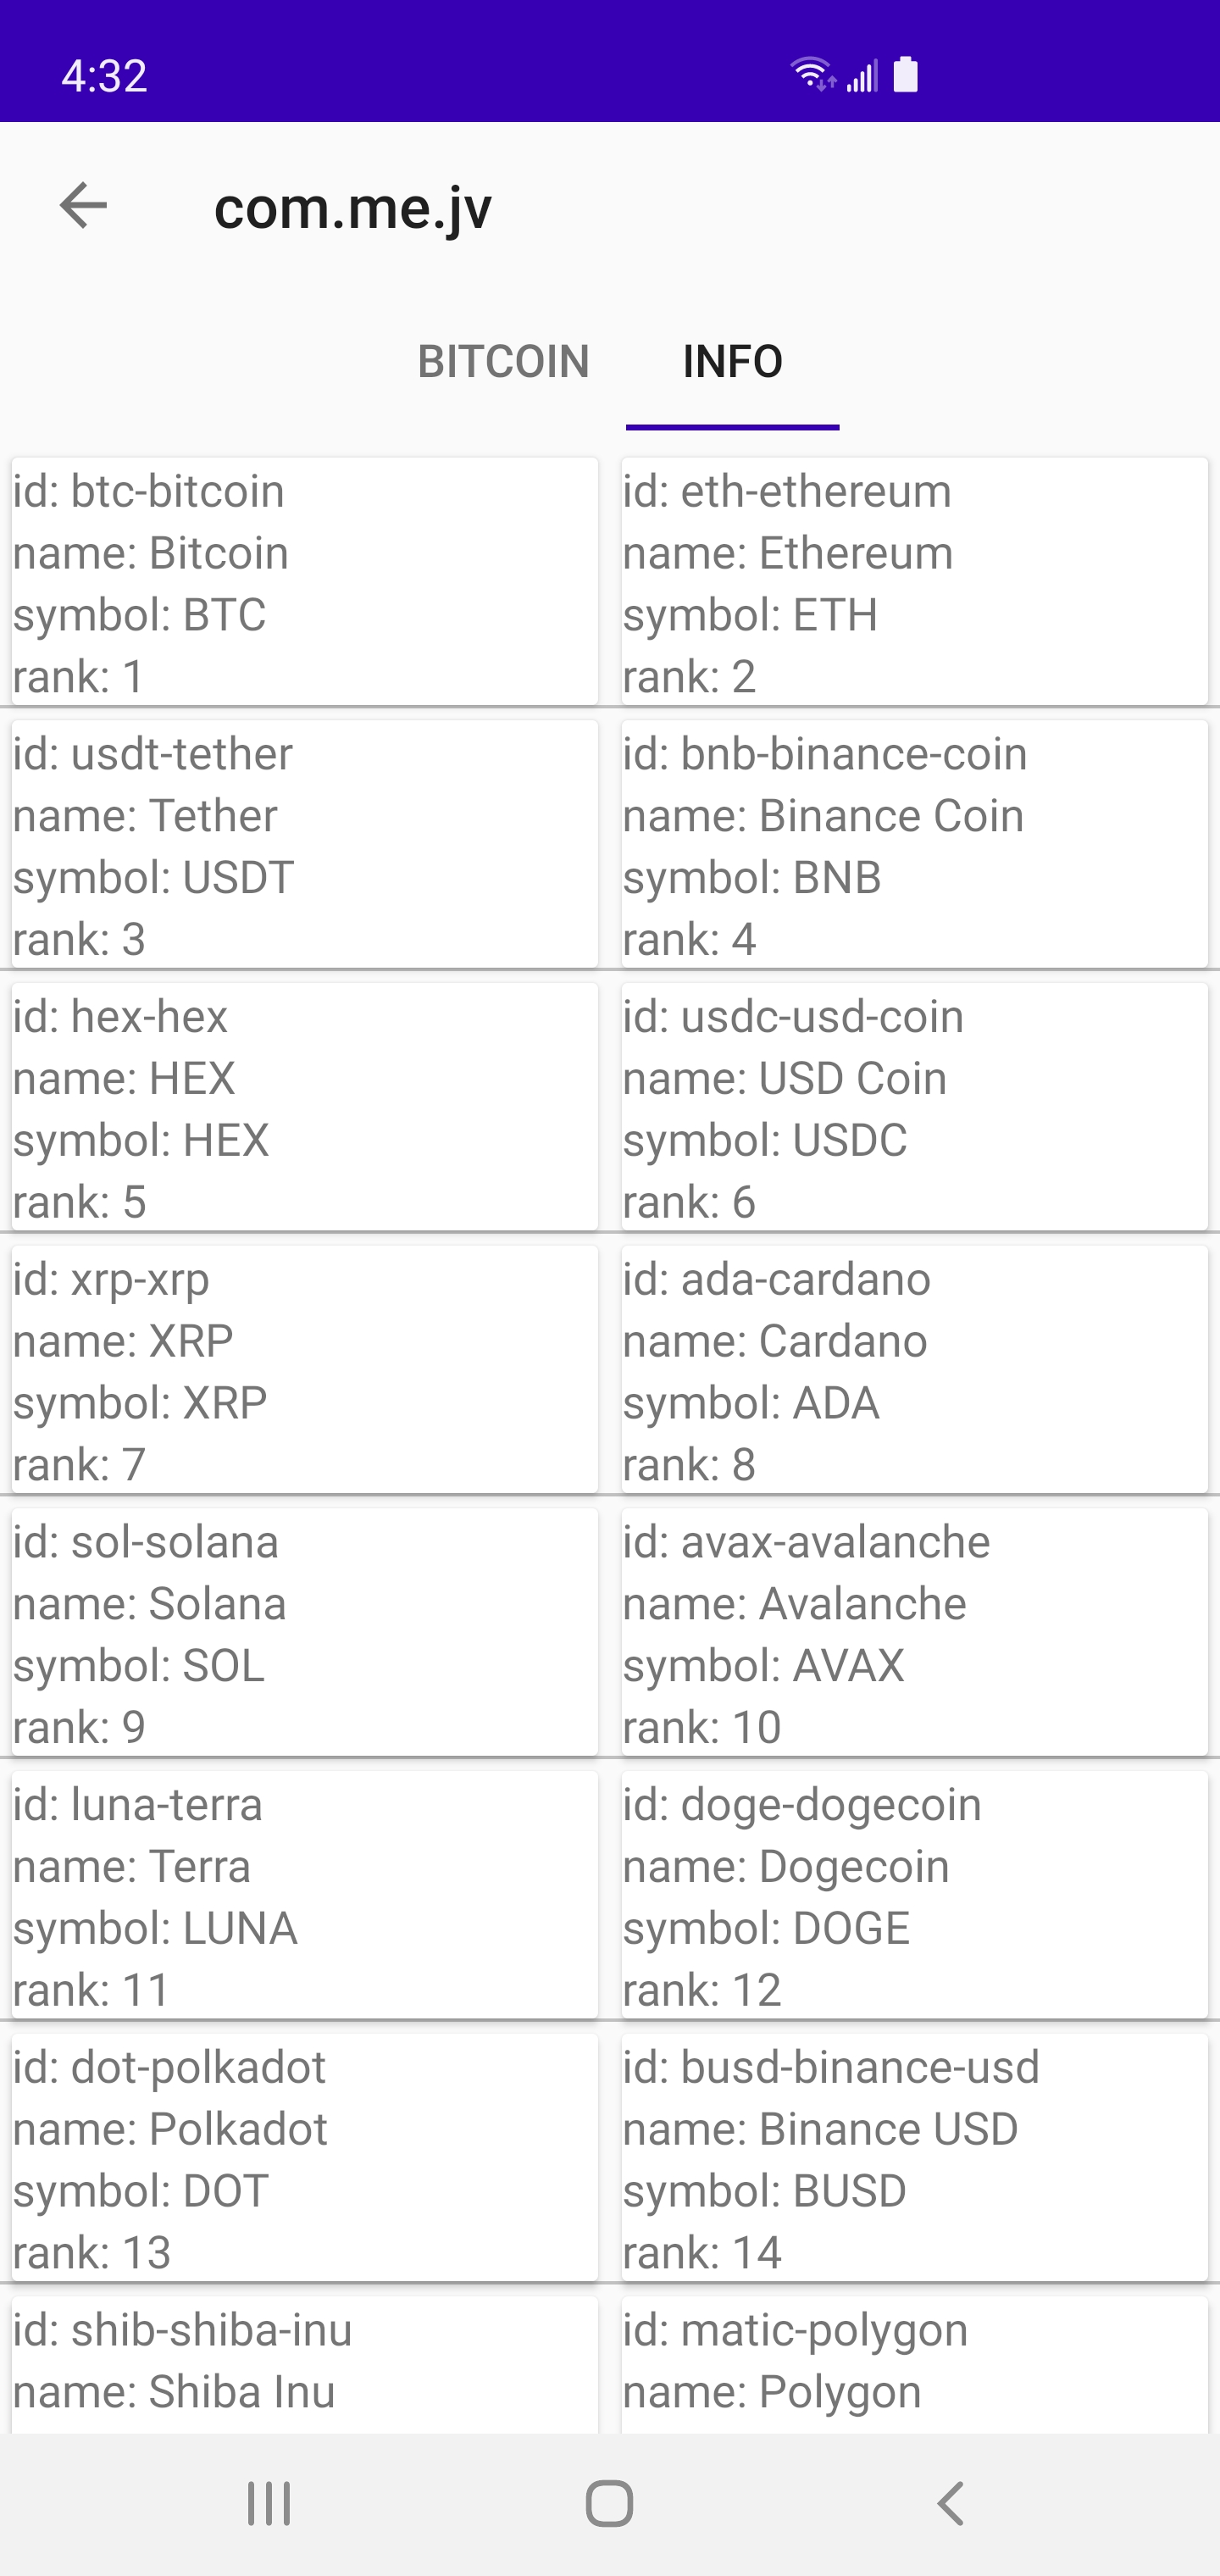 4:32
com.me.jv
BITCOIN INFO
id: btc-bitcoin
name: Bitcoin
symbol: BTC
rank: 1
id: eth-ethereum
name: Ethereum
symbol: ETH
rank: 2
id: usdt-tether
name: Tether
symbol: USDT
rank: 3
id: bnb-binance-coin
name: Binance Coin
symbol: BNB
rank: 4
id: hex-hex
name: HEX
symbol: HEX
rank: 5
id: usdc-usd-coin
name: USD Coin
symbol: USDC
rank: 6
id: xrp-xrp
name: XRP
symbol: XRP
rank: 7
id: ada-cardano
name: Cardano
symbol: ADA
rank: 8
id: sol-solana
name: Solana
symbol: SOL
rank: 9
id: avax-avalanche
name: Avalanche
symbol: AVAX
rank: 10
id: luna-terra
name: Terra
symbol: LUNA
rank: 11
id: doge-dogecoin
name: Dogecoin
symbol: DOGE
rank: 12
id: dot-polkadot
name: Polkadot
symbol: DOT
rank: 13
id: busd-binance-usd
name: Binance USD
symbol: BUSD
rank: 14
id: shib-shiba-inu
name: Shiba Inu
id: matic-polygon
name: Polygon